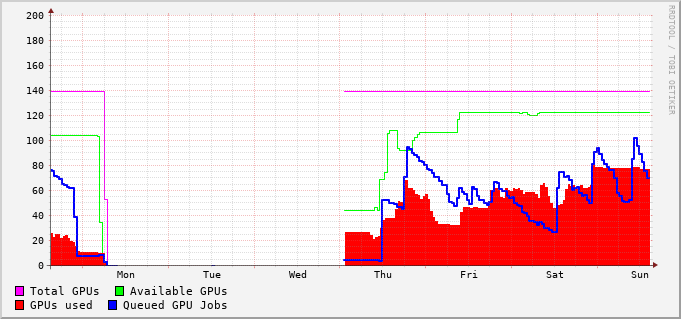 200
180
160
140
120
100
80
60
40
20
0
Mon Tue Wed Thu Fri Sat Sun
Total GPUs Available GPUs
GPUs used Queued GPU Jobs
RRDTOOL / TOBI OETIKER